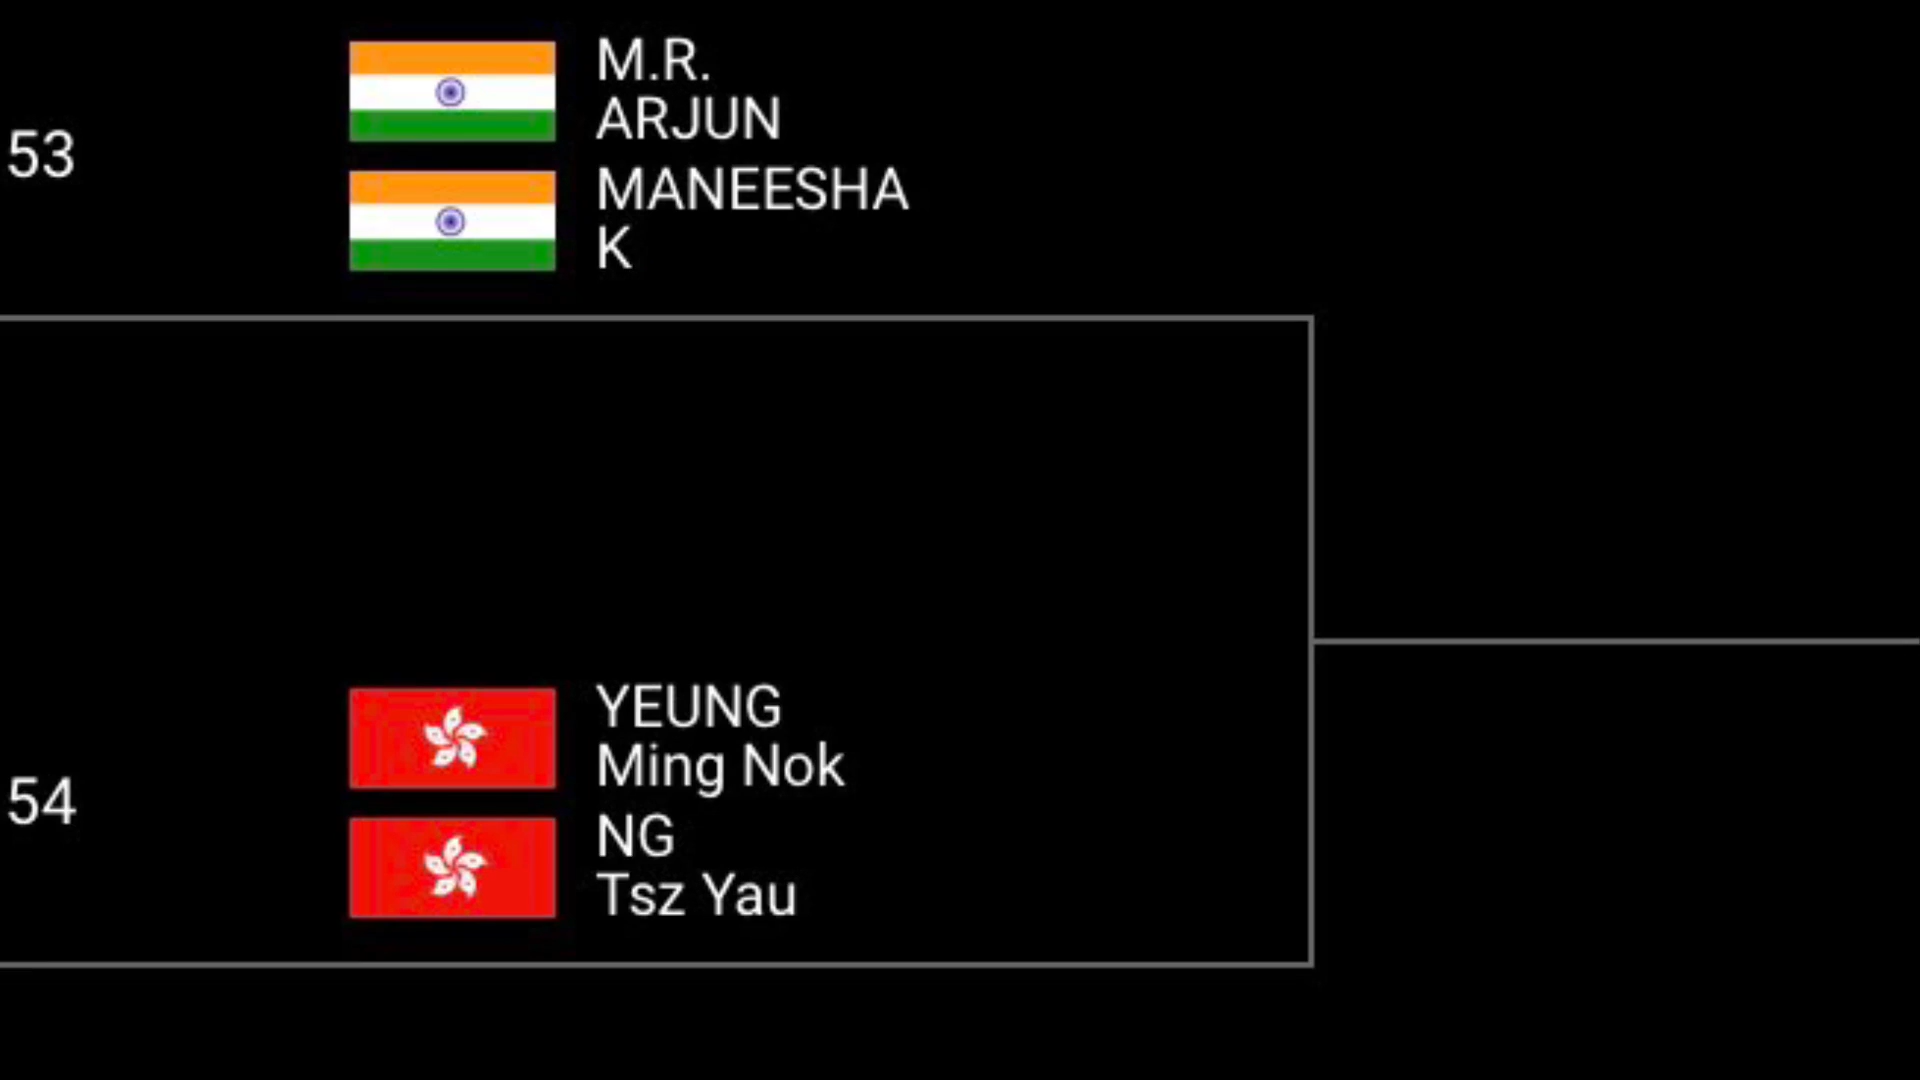 53
M.R.
ARJUN
MANEESHA
K
54
YEUNG
Ming Nok
NG
Tsz Yau